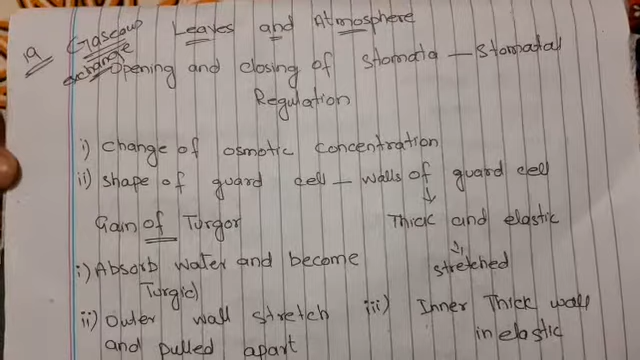 19 Gaseous exchange Leaves and Atmosphere
Opening and closing of stomata – stomatal
Regulation
i) change of osmotic concentration
ii) shape of guard cell – walls of guard cell
Gain of Turgor Thick and elastic
i) Absorb water and become stretched
Turgid
ii) Outer wall stretch iii) Inner Thick wall
and pulled apart inelastic